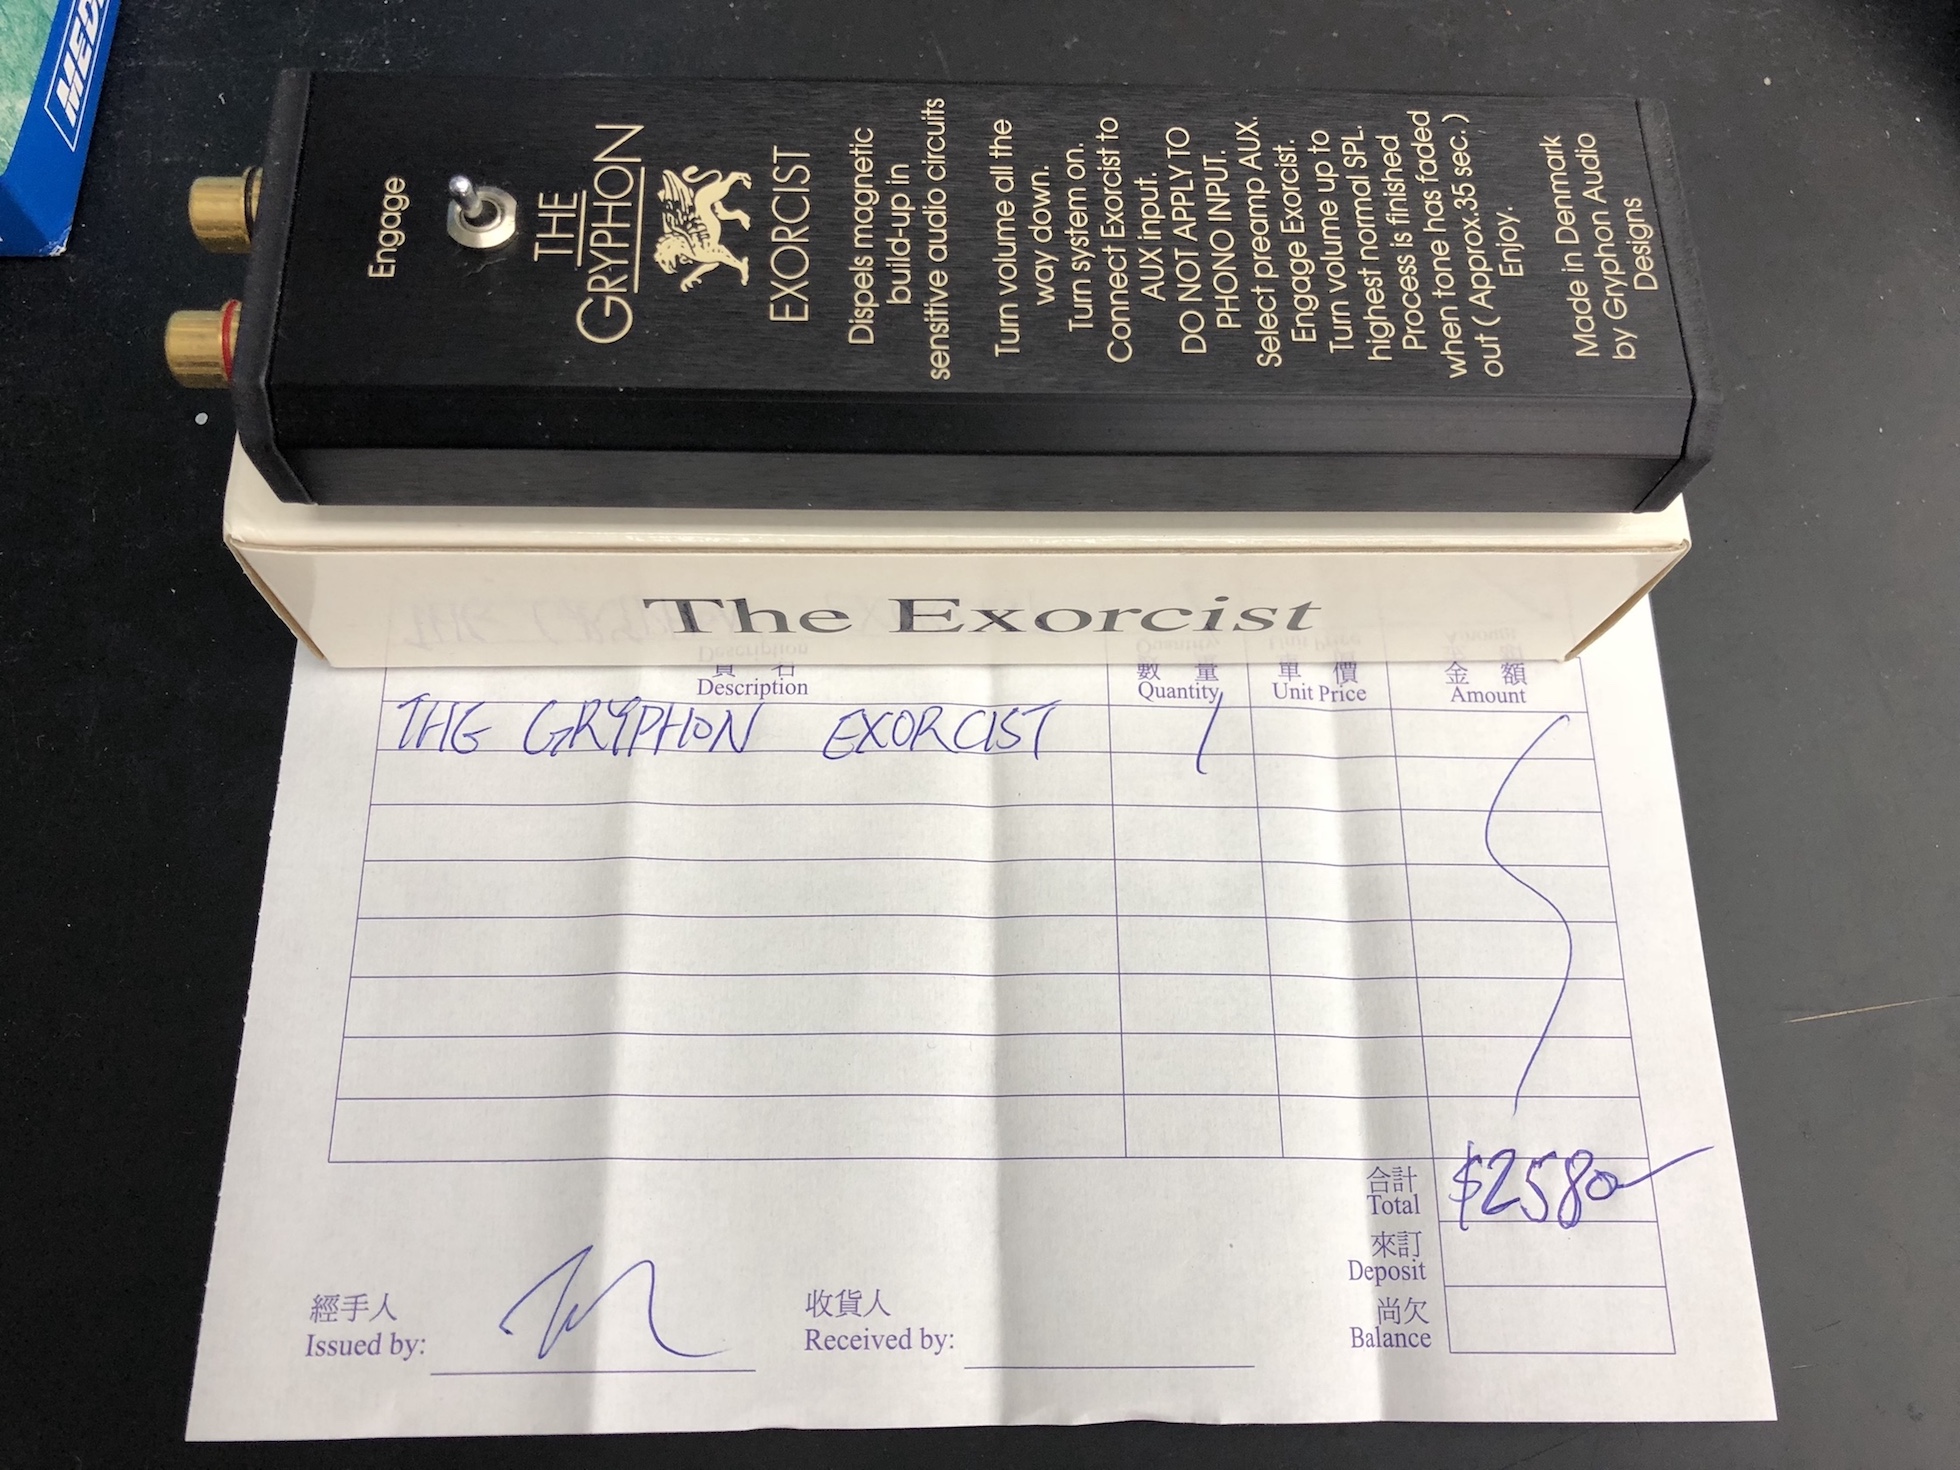 MED
Engage
THE
GRYPHON
EXORCIST
Dispels magnetic
build-up in
sensitive audio circuits
Turn volume all the
way down.
Turn system on.
Connect Exorcist to
AUX input.
DO NOT APPLY TO
PHONO INPUT.
Select preamp AUX.
Engage Exorcist.
Turn volume up to
highest normal SPL.
Process is finished
when tone has faded
out ( Approx.35 sec. )
Enjoy.
Made in Denmark
by Gryphon Audio
Designs
The Exorcist
貨 名 數 量 單 價 金 額
Description Quantity Unit Price Amount
THE GRYPHON EXORCIST 1
合計
Total $2580
來訂
Deposit
尚欠
Balance
經手人 收貨人
Issued by: Received by: